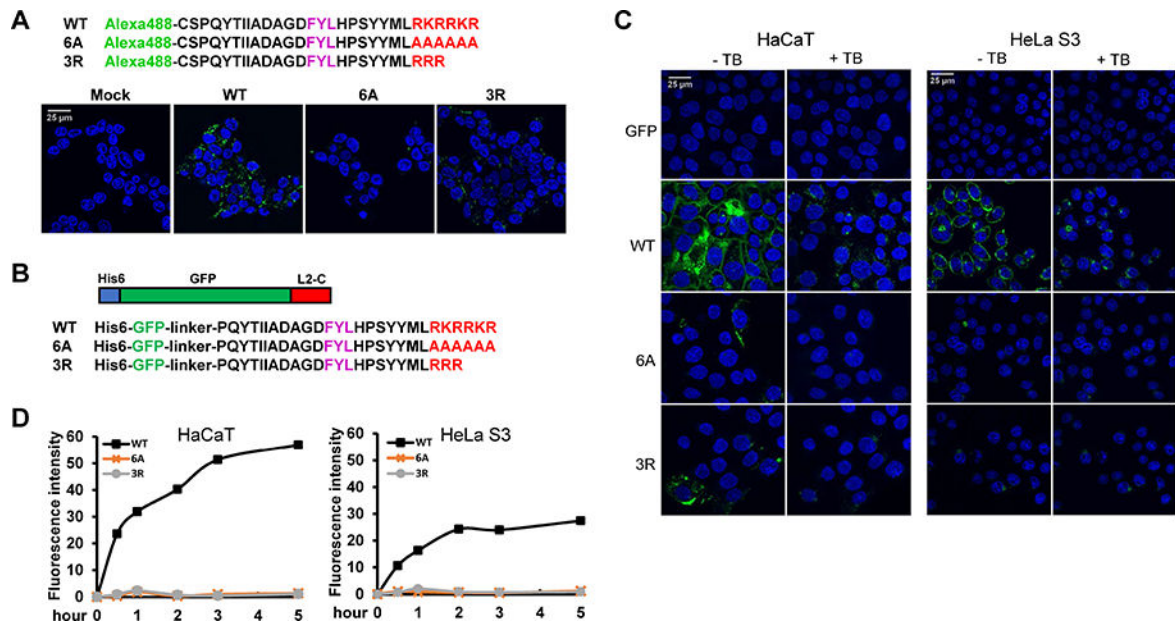 A
WT Alexa488-CSPQYTIIADAGDFYLHPSYYMLRKRRKR
6A Alexa488-CSPQYTIIADAGDFYLHPSYYMLAAAAAA
3R Alexa488-CSPQYTIIADAGDFYLHPSYYMLRRR
Mock WT 6A 3R
25 µm
B
His6 GFP L2-C
WT His6-GFP-linker-PQYTIIADAGDFYLHPSYYMLRKRRKR
6A His6-GFP-linker-PQYTIIADAGDFYLHPSYYMLAAAAAA
3R His6-GFP-linker-PQYTIIADAGDFYLHPSYYMLRRR
C
HaCaT HeLa S3
- TB + TB - TB + TB
25 µm 25 µm
GFP
WT
6A
3R
D
HaCaT
Fluorescence intensity
60
50
40
30
20
10
0
WT
6A
3R
hour 0 1 2 3 4 5
HeLa S3
Fluorescence intensity
60
50
40
30
20
10
0
WT
6A
3R
hour 0 1 2 3 4 5